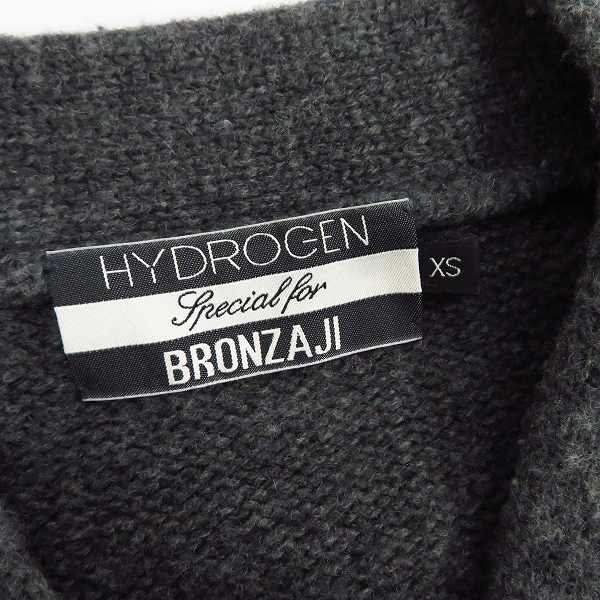 HYDROGEN
Special for
BRONZAJI
XS